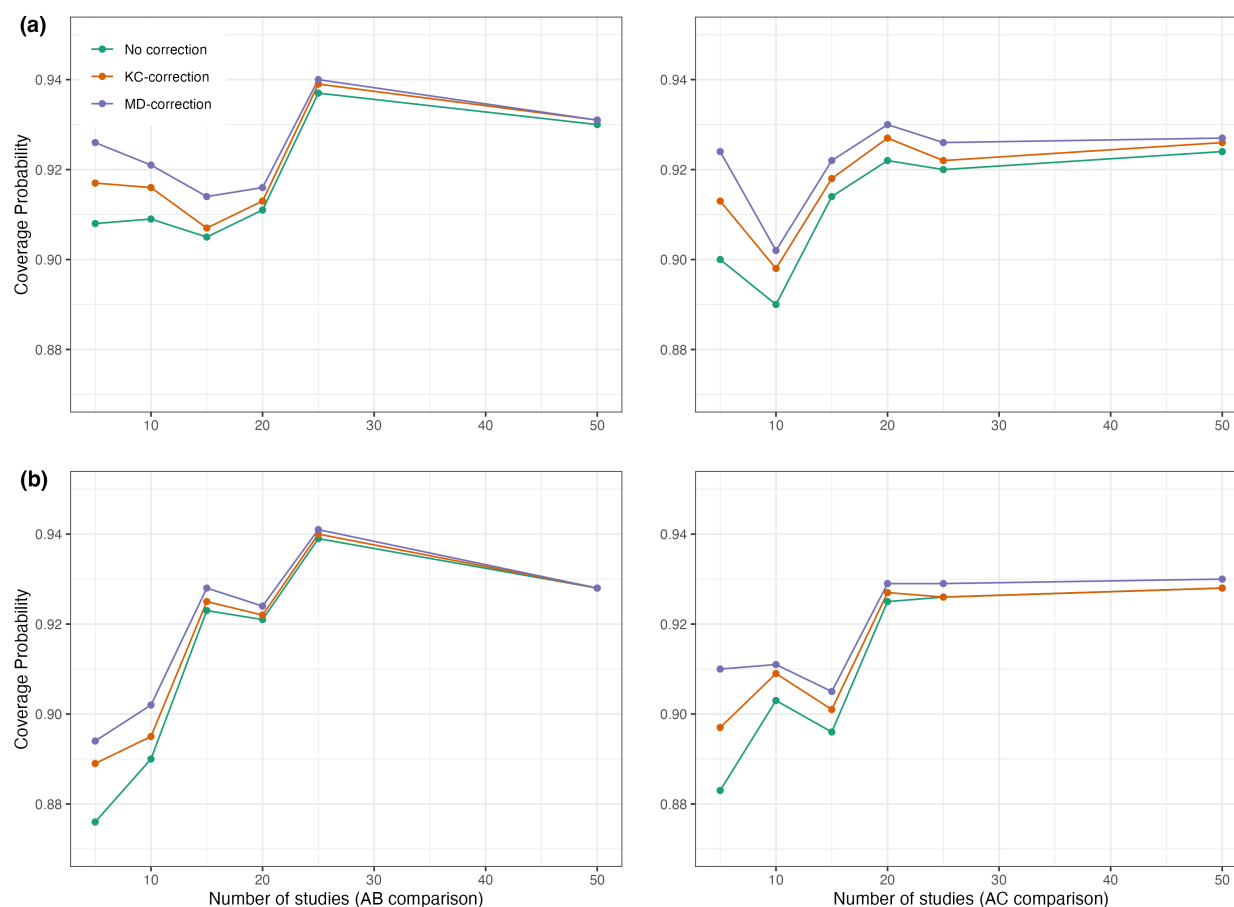 (a)
No correction
KC-correction
MD-correction
Coverage Probability
0.94
0.92
0.90
0.88
10 20 30 40 50
0.94
0.92
0.90
0.88
10 20 30 40 50
(b)
Coverage Probability
0.94
0.92
0.90
0.88
10 20 30 40 50
Number of studies (AB comparison)
0.94
0.92
0.90
0.88
10 20 30 40 50
Number of studies (AC comparison)